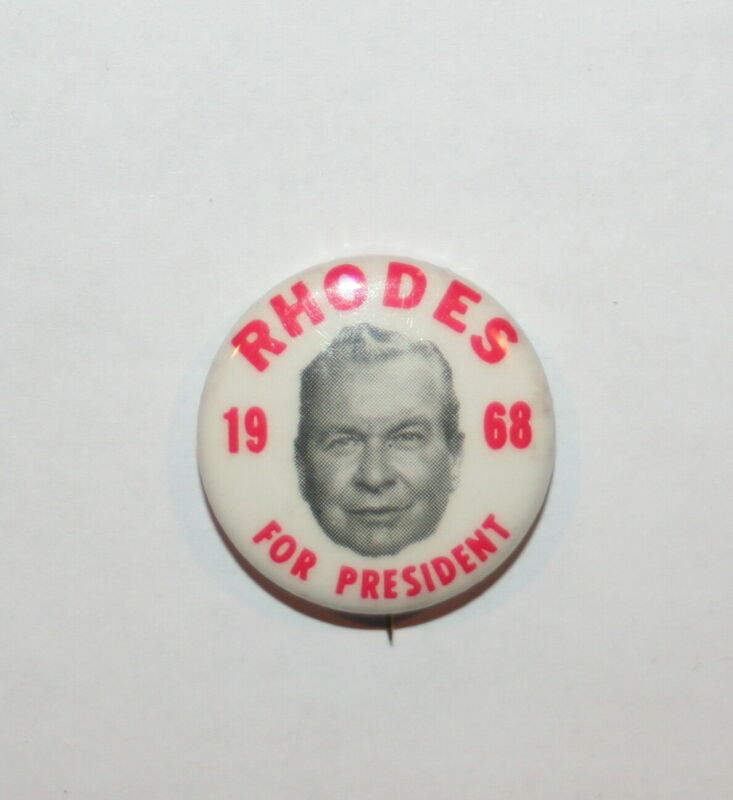 RHODES
19 68
FOR PRESIDENT